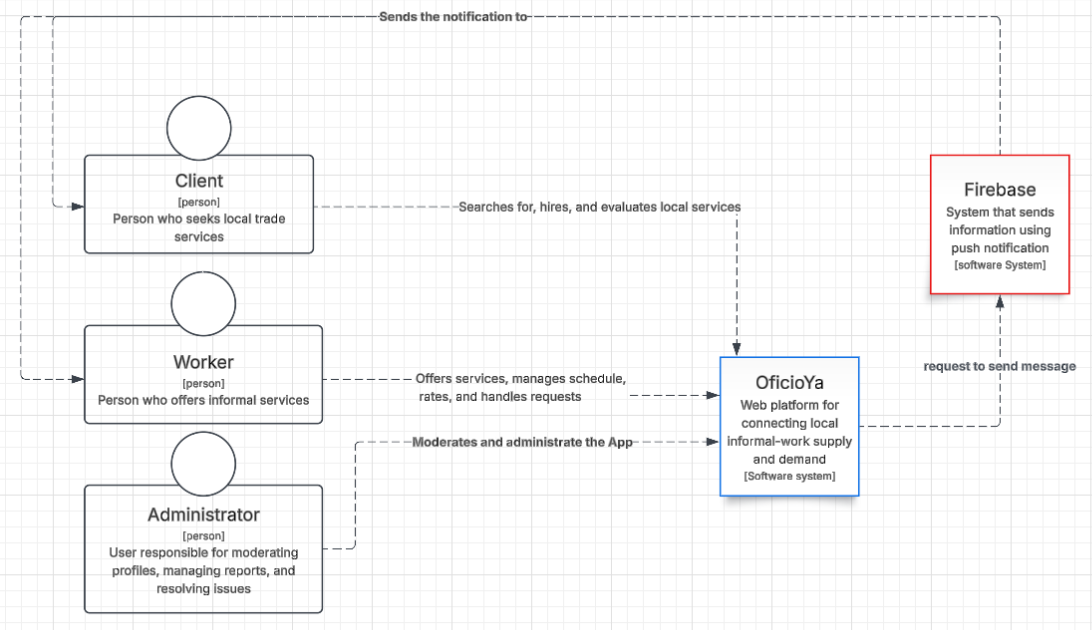 Sends the notification to
Client
[person]
Person who seeks local trade
services
Searches for, hires, and evaluates local services
Firebase
System that sends
information using
push notification
[software System]
Worker
[person]
Person who offers informal services
Offers services, manages schedule,
rates, and handles requests
request to send message
OficioYa
Web platform for
connecting local
informal-work supply
and demand
[Software system]
Moderates and administrate the App
Administrator
[person]
User responsible for moderating
profiles, managing reports, and
resolving issues